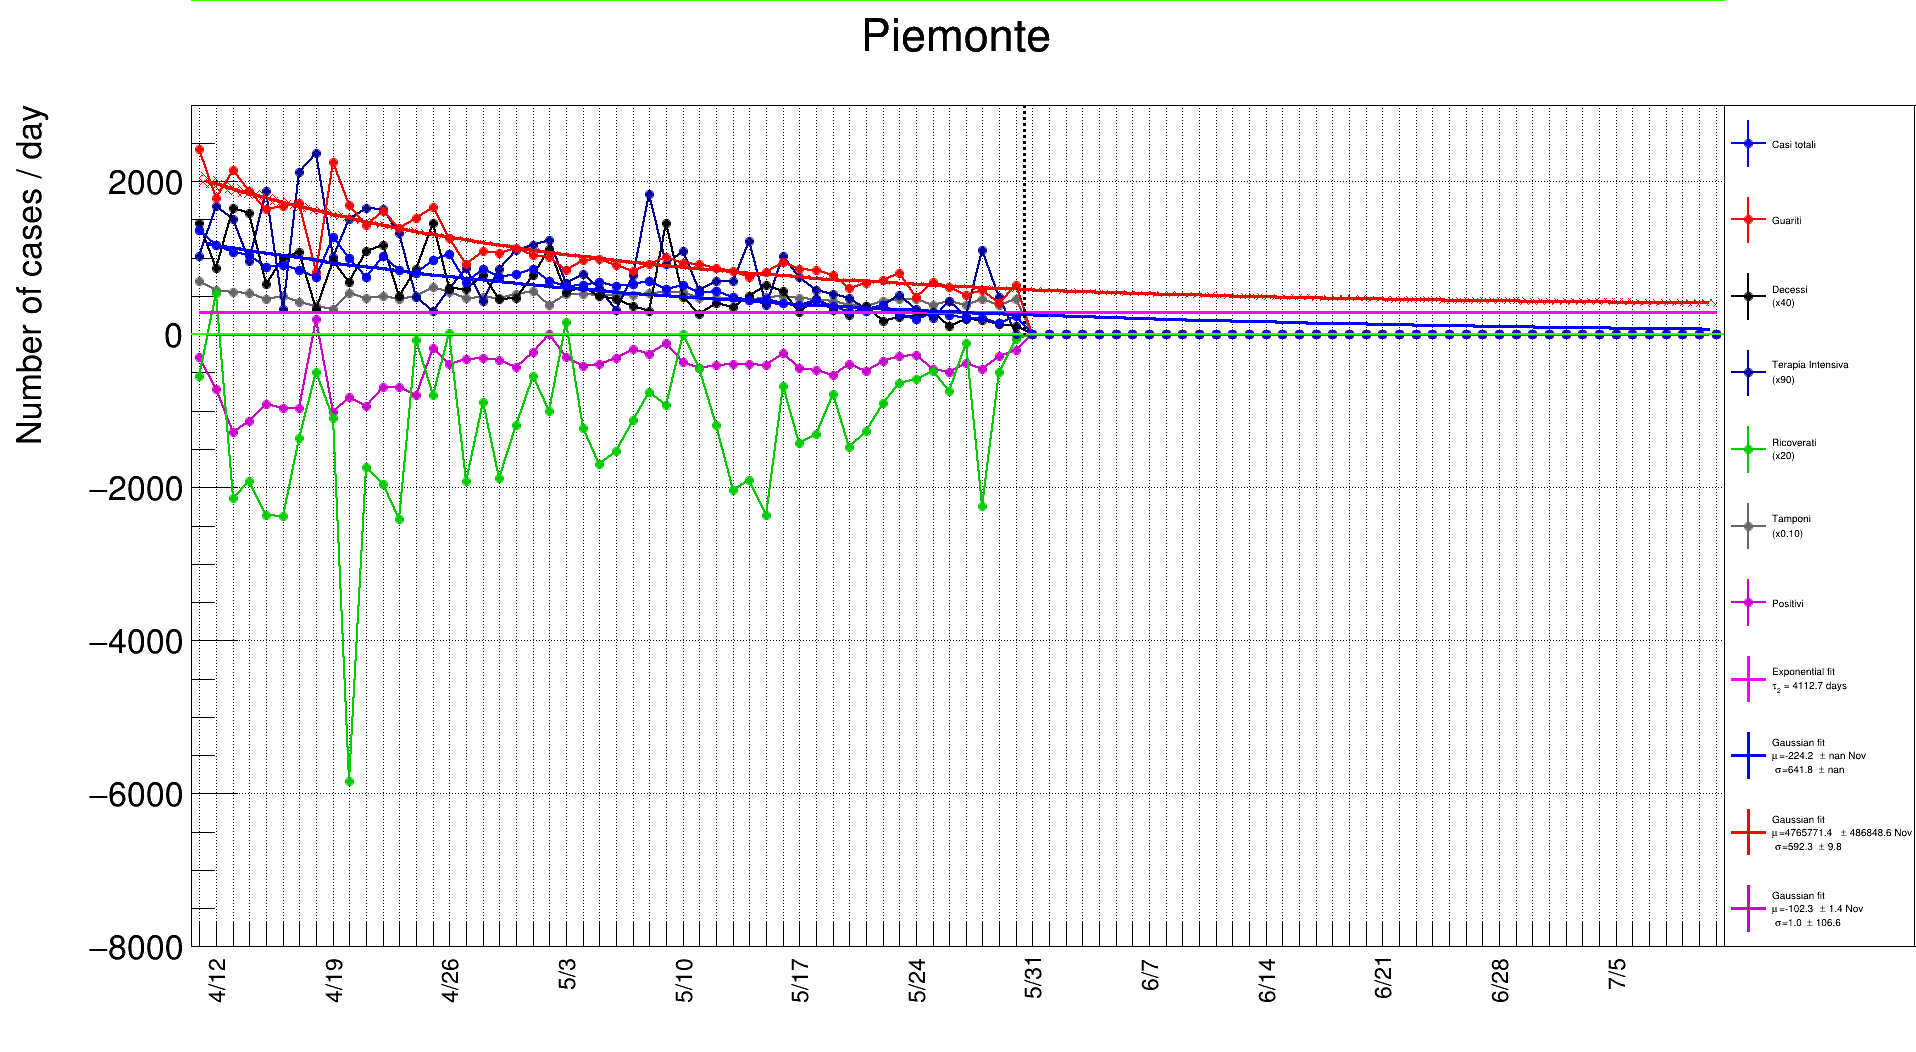 Piemonte
Number of cases / day
2000
0
−2000
−4000
−6000
−8000
4/12
4/19
4/26
5/3
5/10
5/17
5/24
5/31
6/7
6/14
6/21
6/28
7/5
Casi totali
Guariti
Decessi
(x40)
Terapia Intensiva
(x90)
Ricoverati
(x20)
Tamponi
(x0.10)
Positivi
Exponential fit
τ2 = 4112.7 days
Gaussian fit
μ=-224.2 ± nan Nov
σ=641.8 ± nan
Gaussian fit
μ=4765771.4 ± 486848.6 Nov
σ=592.3 ± 9.8
Gaussian fit
μ=-102.3 ± 1.4 Nov
σ=1.0 ± 106.6